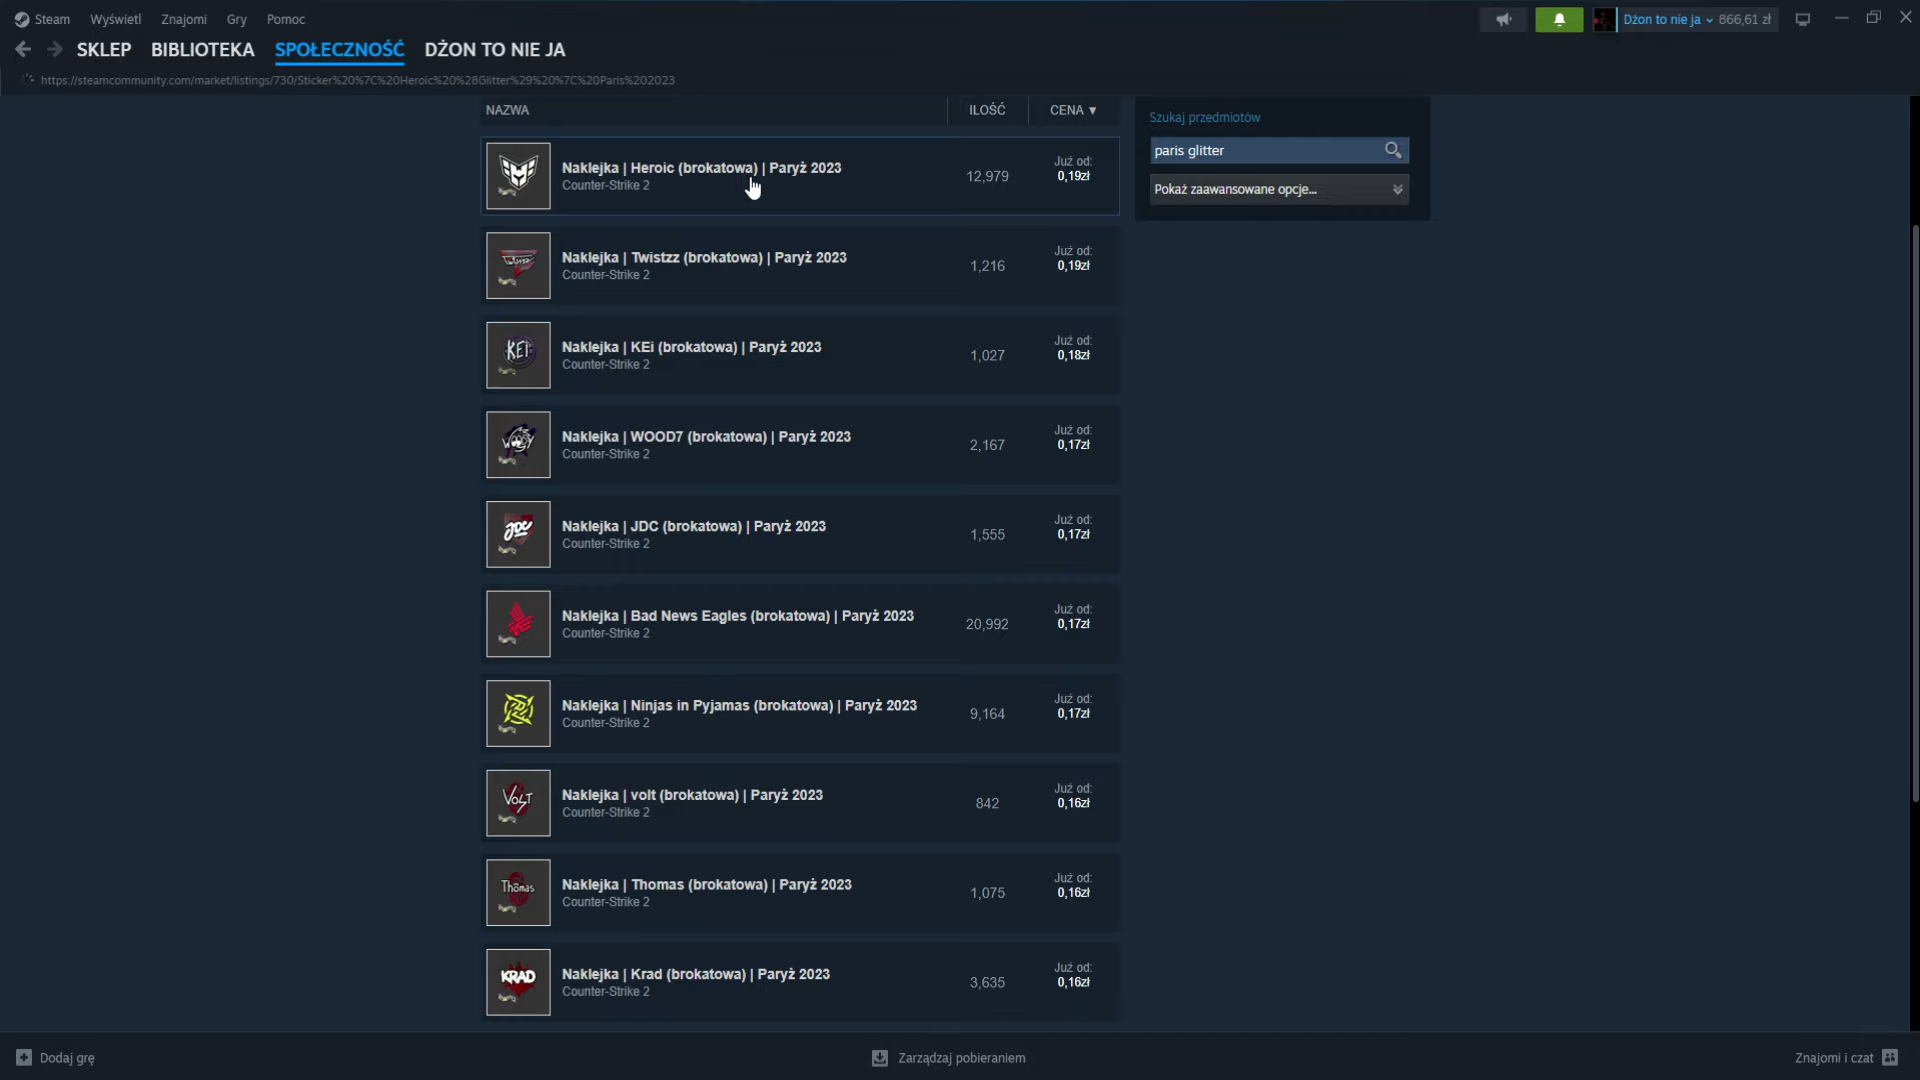 Steam Wyświetl Znajomi Gry Pomoc
Dżon to nie ja 866,61 zł
SKLEP BIBLIOTEKA SPOŁECZNOŚĆ DŻON TO NIE JA
https://steamcommunity.com/market/listings/730/Sticker%20%7C%20Heroic%20%28Glitter%29%20%7C%20Paris%202023
NAZWA ILOŚĆ CENA ▼
Szukaj przedmiotów
paris glitter
Pokaż zaawansowane opcje...
Naklejka | Heroic (brokatowa) | Paryż 2023
Counter-Strike 2
12,979
Już od:
0,19zł
Naklejka | Twistzz (brokatowa) | Paryż 2023
Counter-Strike 2
1,216
Już od:
0,19zł
KEi
Naklejka | KEi (brokatowa) | Paryż 2023
Counter-Strike 2
1,027
Już od:
0,18zł
Naklejka | WOOD7 (brokatowa) | Paryż 2023
Counter-Strike 2
2,167
Już od:
0,17zł
JDC
Naklejka | JDC (brokatowa) | Paryż 2023
Counter-Strike 2
1,555
Już od:
0,17zł
Naklejka | Bad News Eagles (brokatowa) | Paryż 2023
Counter-Strike 2
20,992
Już od:
0,17zł
Naklejka | Ninjas in Pyjamas (brokatowa) | Paryż 2023
Counter-Strike 2
9,164
Już od:
0,17zł
VOLT
Naklejka | volt (brokatowa) | Paryż 2023
Counter-Strike 2
842
Już od:
0,16zł
Thomas
Naklejka | Thomas (brokatowa) | Paryż 2023
Counter-Strike 2
1,075
Już od:
0,16zł
KRAD
Naklejka | Krad (brokatowa) | Paryż 2023
Counter-Strike 2
3,635
Już od:
0,16zł
Dodaj grę
Zarządzaj pobieraniem
Znajomi i czat